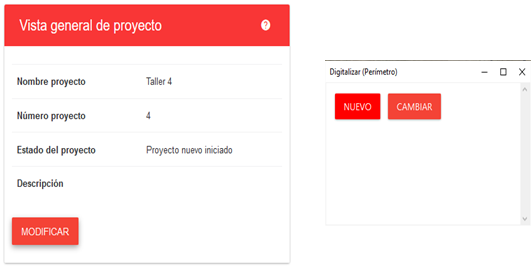 Vista general de proyecto ?
Nombre proyecto Taller 4
Número proyecto 4
Estado del proyecto Proyecto nuevo iniciado
Descripción
MODIFICAR
Digitalizar (Perímetro)
NUEVO CAMBIAR